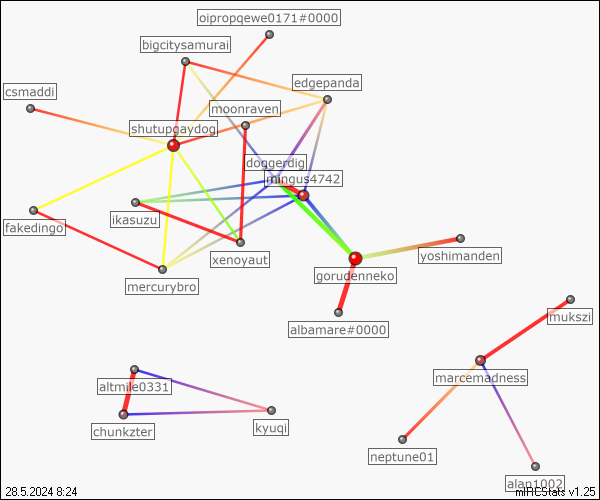 oipropqewe0171#0000
bigcitysamurai
edgepanda
csmaddi
moonraven
shutupgaydog
doggerdig
mingus4742
ikasuzu
fakedingo
xenoyaut
yoshimanden
gorudenneko
mercurybro
mukszi
albamare#0000
marcemadness
altmile0331
kyuqi
chunkzter
neptune01
alan1002
28.5.2024 8:24
mIRCStats v1.25